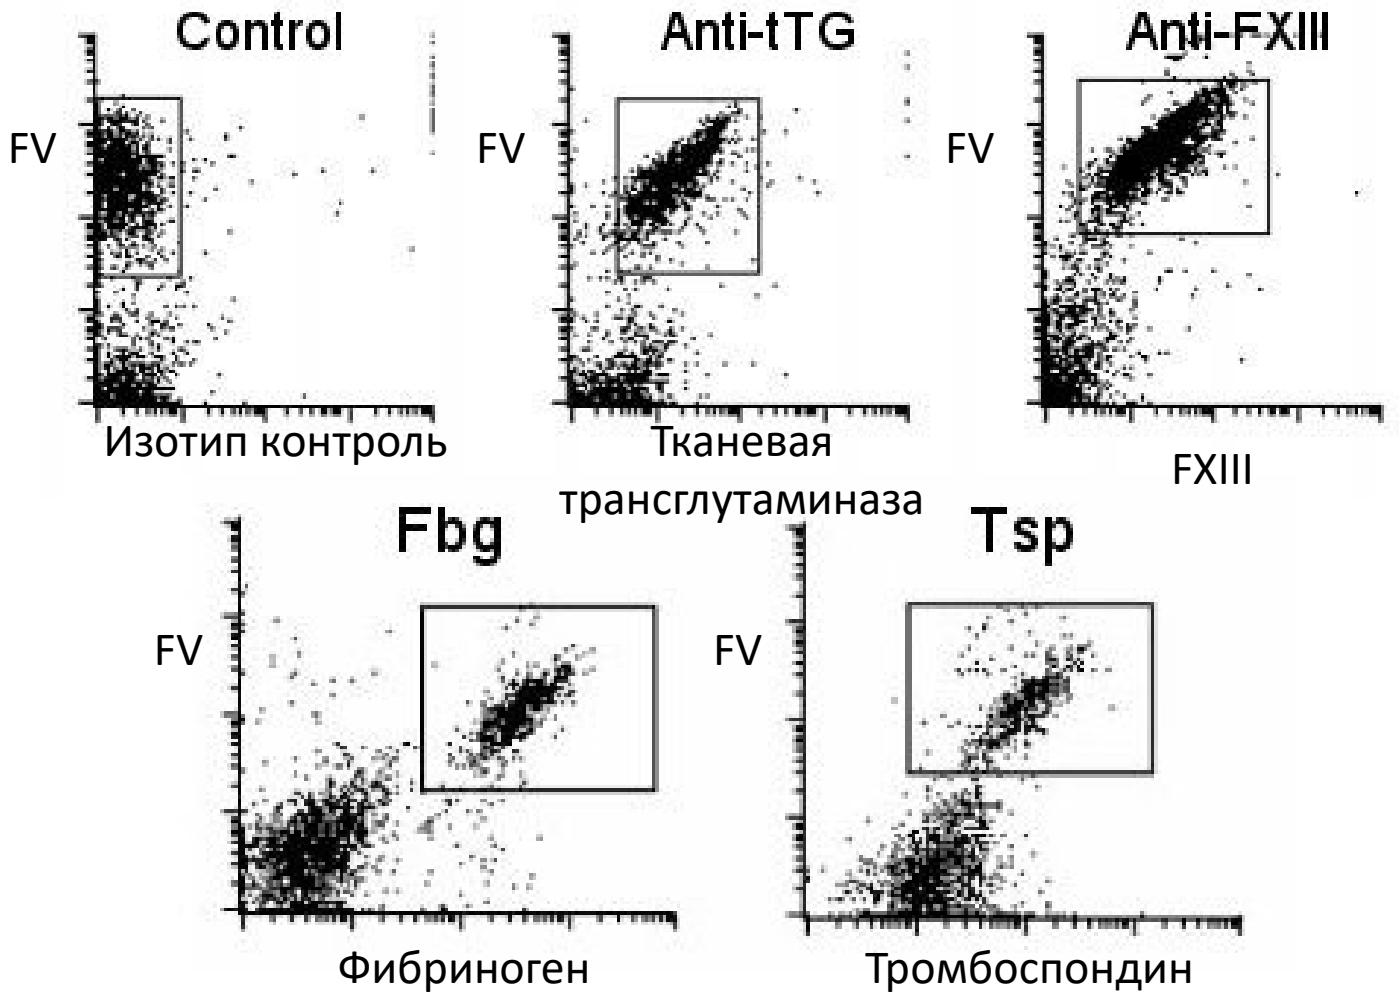 Control
Anti-tTG
Anti-FXIII
FV
FV
FV
Изотип контроль
Тканевая
трансглутаминаза
FXIII
Fbg
Tsp
FV
FV
Фибриноген
Тромбоспондин